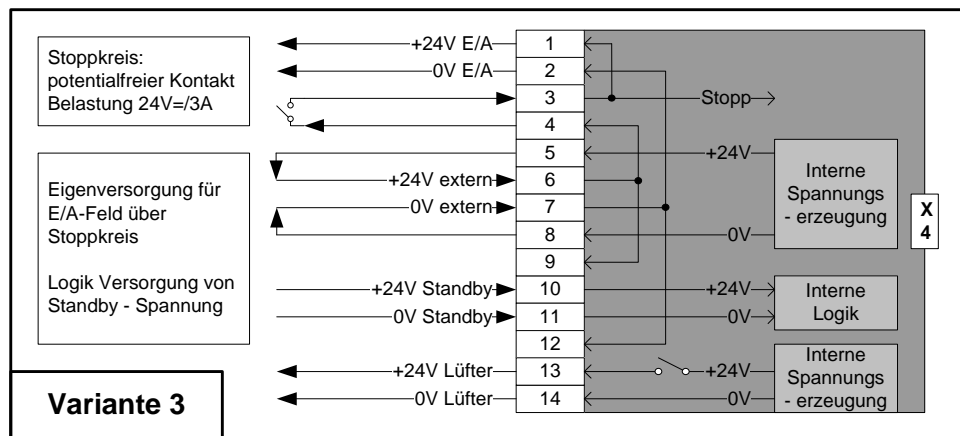 Stoppkreis:
potentialfreier Kontakt
Belastung 24V=/3A
Eigenversorgung für
E/A-Feld über
Stoppkreis
Logik Versorgung von
Standby - Spannung
Variante 3
+24V E/A
0V E/A
+24V extern
0V extern
+24V Standby
0V Standby
+24V Lüfter
0V Lüfter
1
2
3
4
5
6
7
8
9
10
11
12
13
14
Stopp
+24V
0V
Interne
Spannungs
- erzeugung
+24V
0V
Interne
Logik
+24V
0V
Interne
Spannungs
- erzeugung
X
4